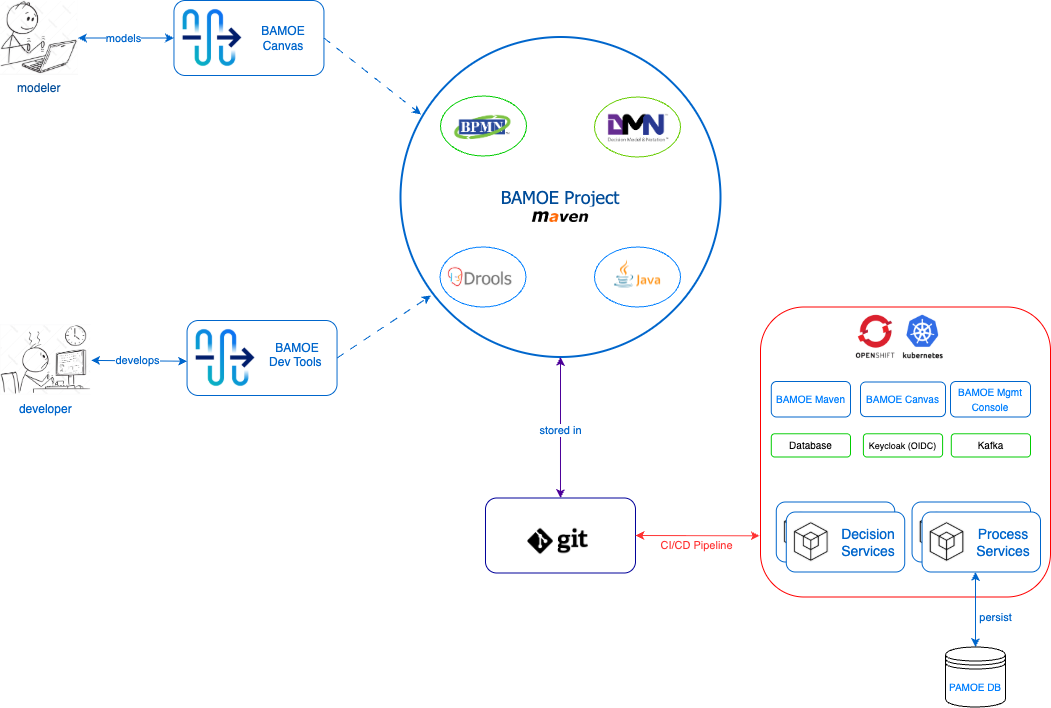 models
BAMOE
Canvas
modeler
BPMN
DMN
Decision Model & Notation
BAMOE Project
maven
Drools
Java
develops
BAMOE
Dev Tools
developer
OPENSHIFT
kubernetes
BAMOE Maven
BAMOE Canvas
BAMOE Mgmt
Console
Database
Keycloak (OIDC)
Kafka
stored in
git
CI/CD Pipeline
Decision
Services
Process
Services
persist
PAMOE DB